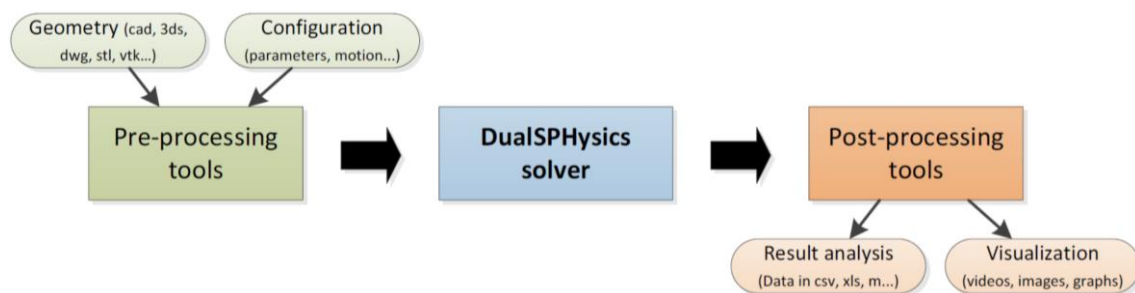 Geometry (cad, 3ds,
dwg, stl, vtk...)
Configuration
(parameters, motion...)
Pre-processing
tools
DualSPHysics
solver
Post-processing
tools
Result analysis
(Data in csv, xls, m...)
Visualization
(videos, images, graphs)